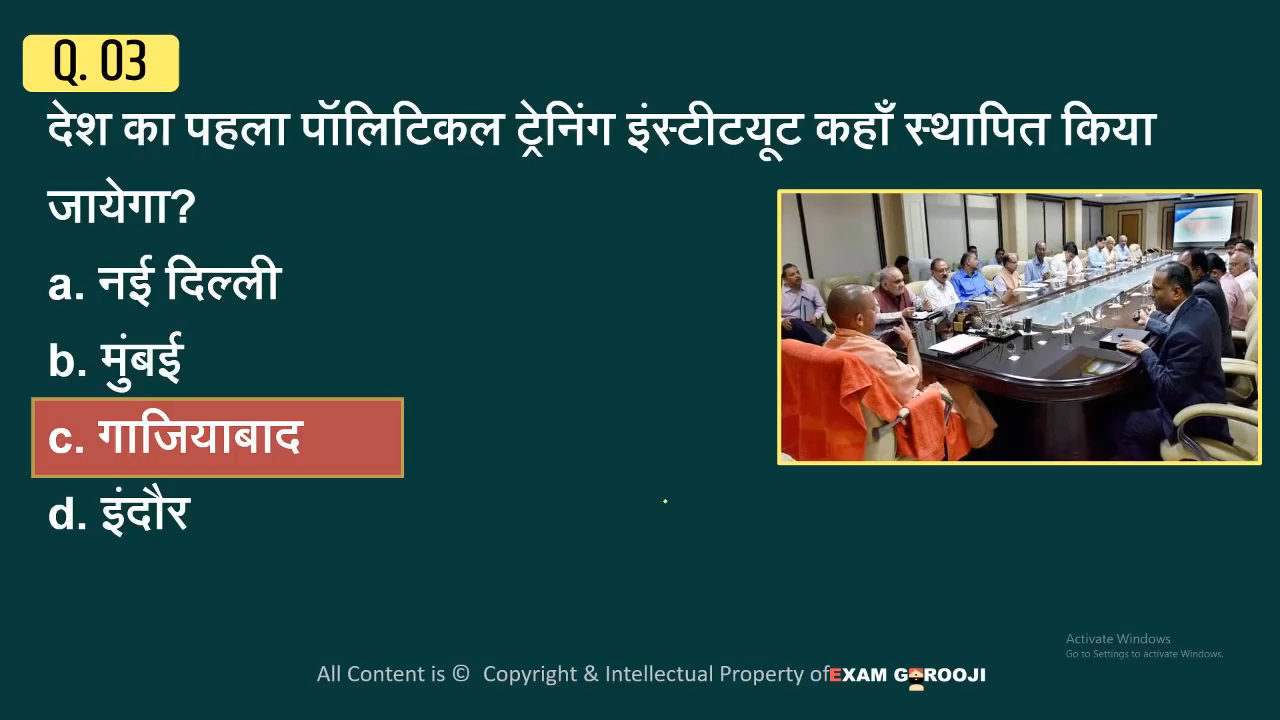 Q. 03
देश का पहला पॉलिटिकल ट्रेनिंग इंस्टीटयूट कहाँ स्थापित किया
जायेगा?
a. नई दिल्ली
b. मुंबई
c. गाजियाबाद
d. इंदौर
Activate Windows
Go to Settings to activate Windows.
All Content is © Copyright & Intellectual Property of EXAM GUROOJI